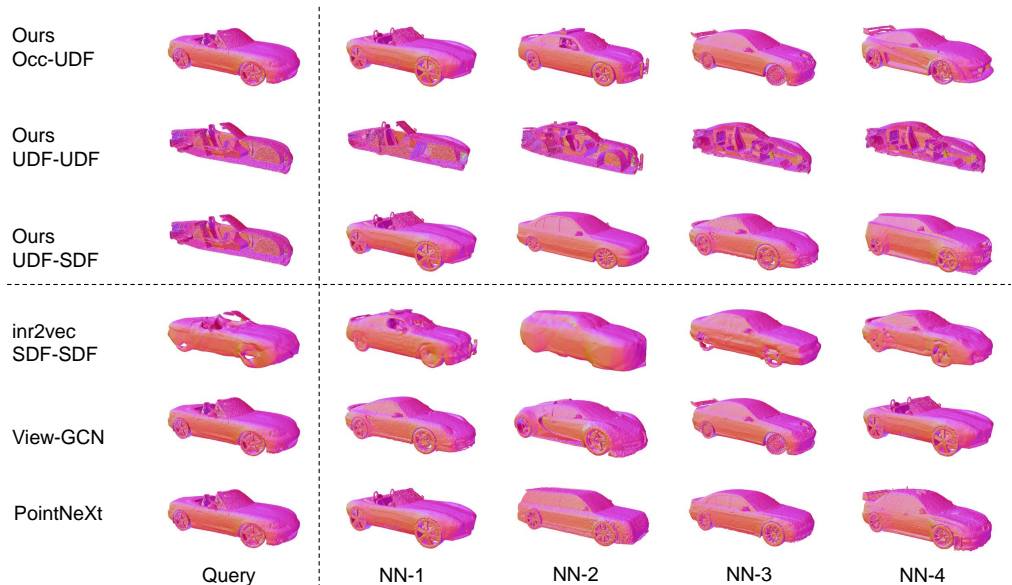 Ours
Occ-UDF
Ours
UDF-UDF
Ours
UDF-SDF
inr2vec
SDF-SDF
View-GCN
PointNeXt
Query NN-1 NN-2 NN-3 NN-4